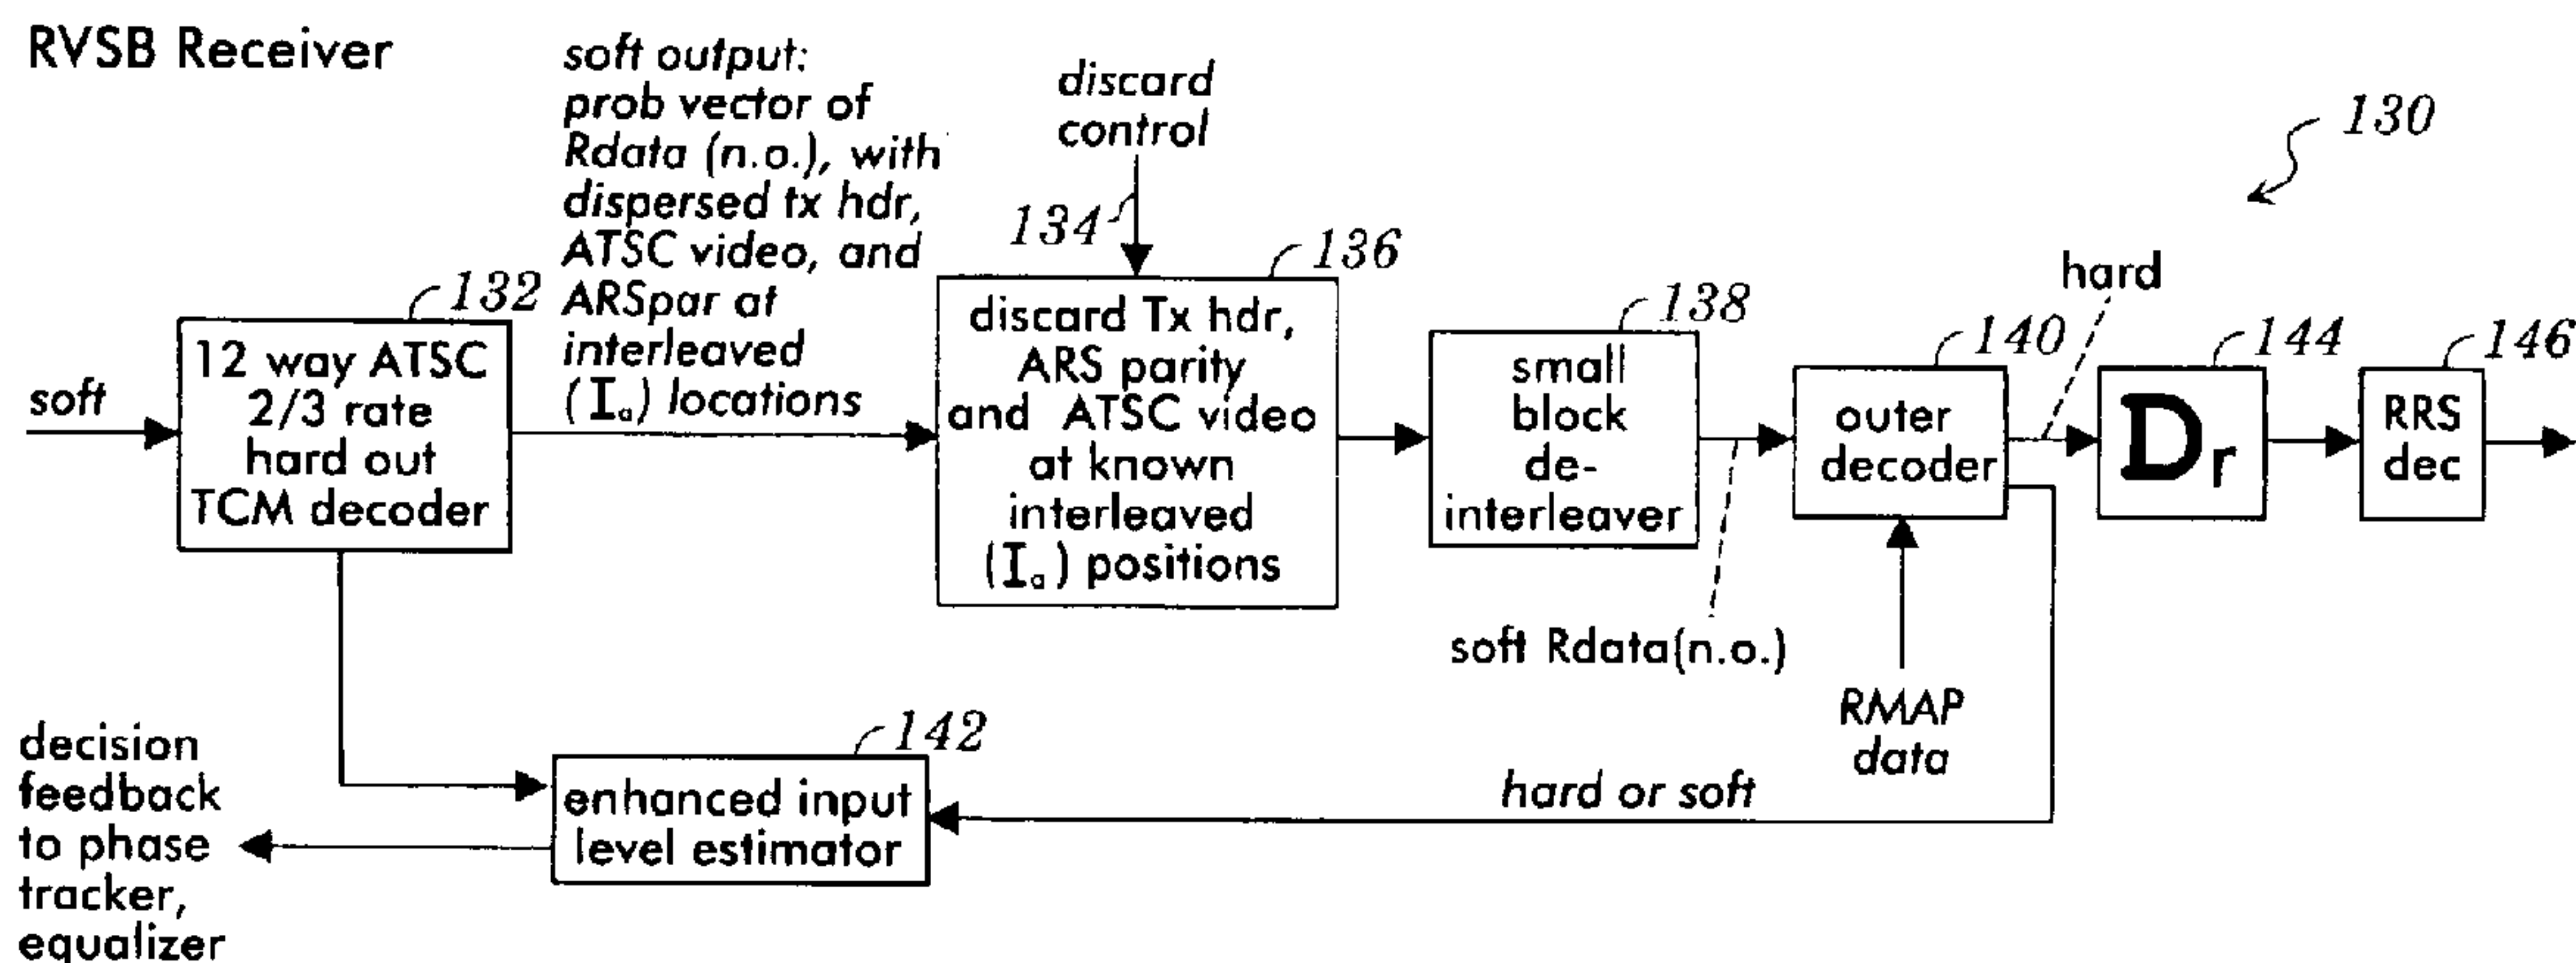 RVSB Receiver
soft output:
prob vector of
Rdata (n.o.), with
dispersed tx hdr,
ATSC video, and
ARSpar at
interleaved
(Ia) locations
discard
control
134
130
soft
132
12 way ATSC
2/3 rate
hard out
TCM decoder
136
discard Tx hdr,
ARS parity
and ATSC video
at known
interleaved
(Ia) positions
138
small
block
de-
interleaver
soft Rdata(n.o.)
140
outer
decoder
hard
144
Dr
146
RRS
dec
RMAP
data
hard or soft
142
enhanced input
level estimator
decision
feedback
to phase
tracker,
equalizer